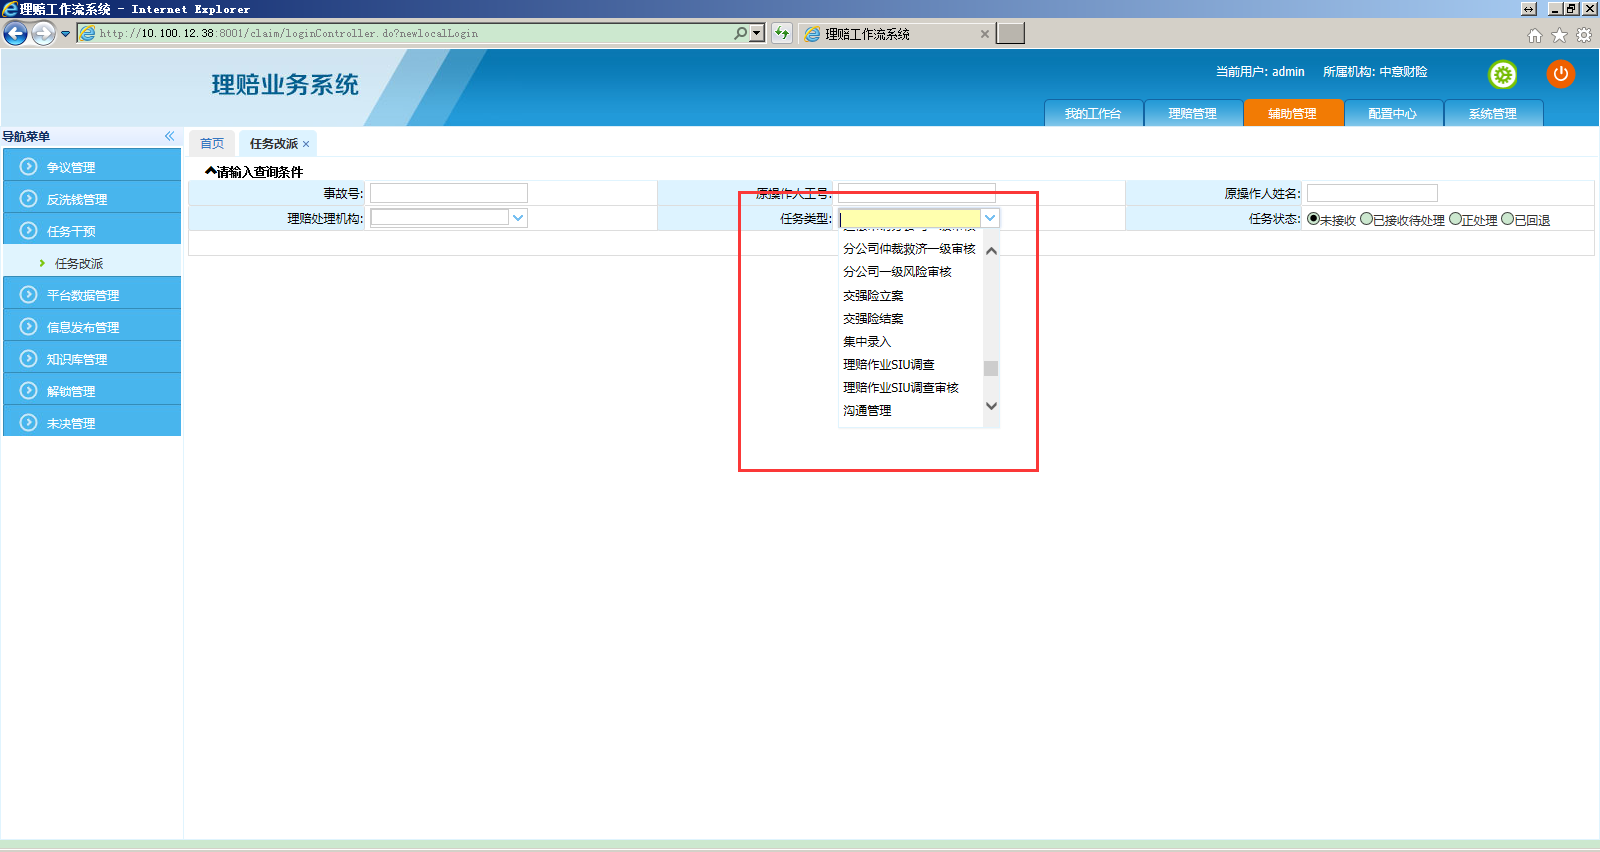 理赔工作流系统 - Internet Explorer
http://10.100.12.38:8001/claim/loginController.do?newlocalLogin
理赔工作流系统
理赔业务系统
当前用户: admin 所属机构: 中意财险
我的工作台 理赔管理 辅助管理 配置中心 系统管理
导航菜单
首页 任务改派
争议管理
反洗钱管理
任务干预
任务改派
平台数据管理
信息发布管理
知识库管理
解锁管理
未决管理
请输入查询条件
事故号: 原操作人工号: 原操作人姓名:
理赔处理机构: 任务类型: 任务状态: 未接收 已接收待处理 正处理 已回退
分公司仲裁救济一级审核
分公司一级风险审核
交强险立案
交强险结案
集中录入
理赔作业SIU调查
理赔作业SIU调查审核
沟通管理